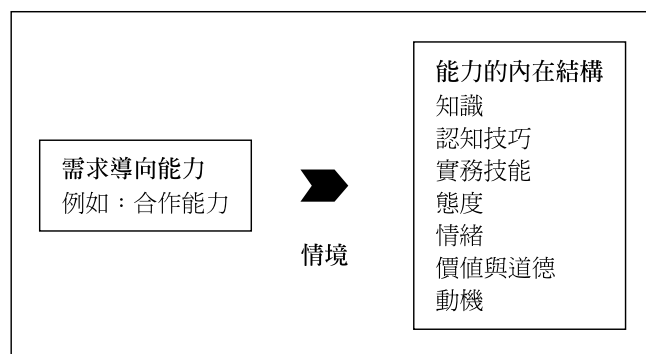 需求導向能力
例如：合作能力
情境
能力的內在結構
知識
認知技巧
實務技能
態度
情緒
價值與道德
動機